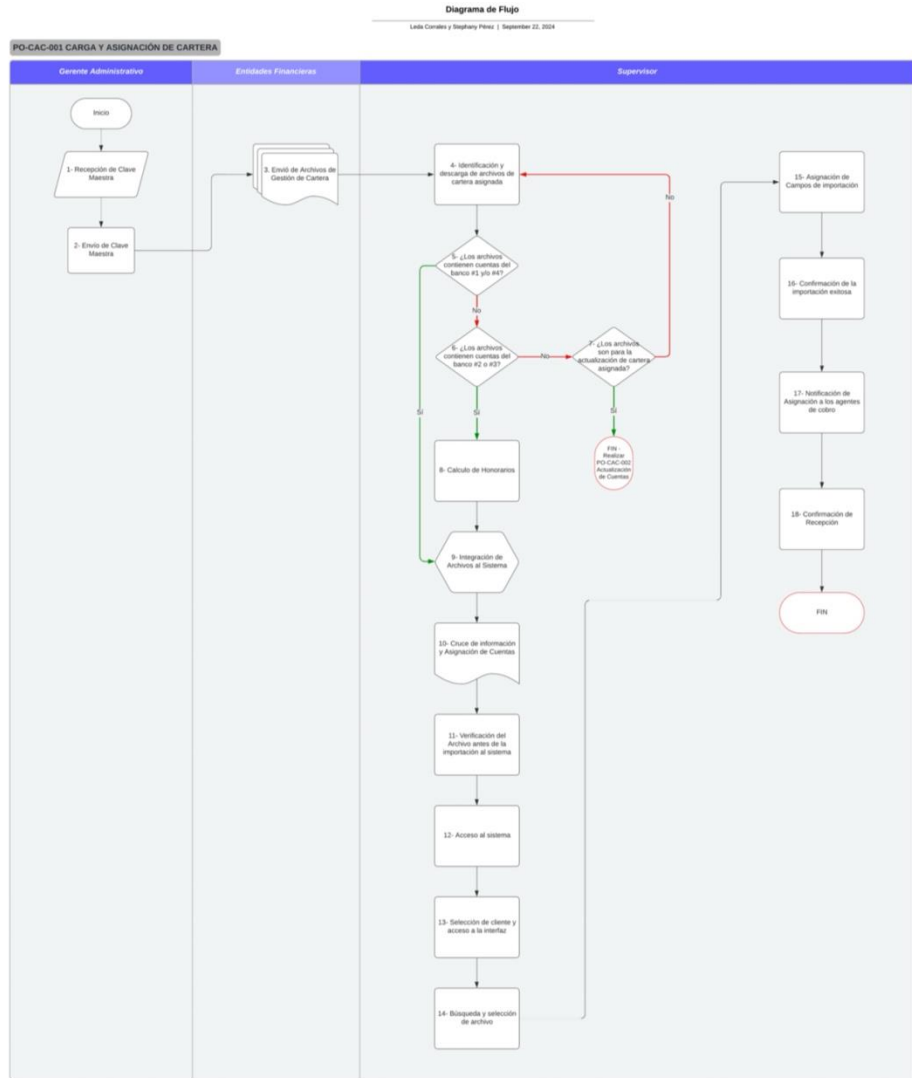 Diagrama de Flujo
Leda Corrales y Stephany Pérez | September 22, 2024
PO-CAC-001 CARGA Y ASIGNACIÓN DE CARTERA
Gerente Administrativo
Entidades Financieras
Supervisor
Inicio
1- Recepción de Clave
Maestra
2- Envío de Clave
Maestra
3. Envió de Archivos de
Gestión de Cartera
4- Identificación y
descarga de archivos de
cartera asignada
5- ¿Los archivos
contienen cuentas del
banco #1 y/o #4?
No
6- ¿Los archivos
contienen cuentas del
banco #2 o #3?
No
7- ¿Los archivos
son para la
actualización de cartera
asignada?
No
Sí
Sí
Sí
FIN -
Realizar
PO-CAC-002
Actualización
de Cuentas
8- Calculo de Honorarios
9- Integración de
Archivos al Sistema
10- Cruce de información
y Asignación de Cuentas
11- Verificación del
Archivo antes de la
importación al sistema
12- Acceso al sistema
13- Selección de cliente y
acceso a la interfaz
14- Búsqueda y selección
de archivo
15- Asignación de
Campos de importación
16- Confirmación de la
importación exitosa
17- Notificación de
Asignación a los agentes
de cobro
18- Confirmación de
Recepción
FIN